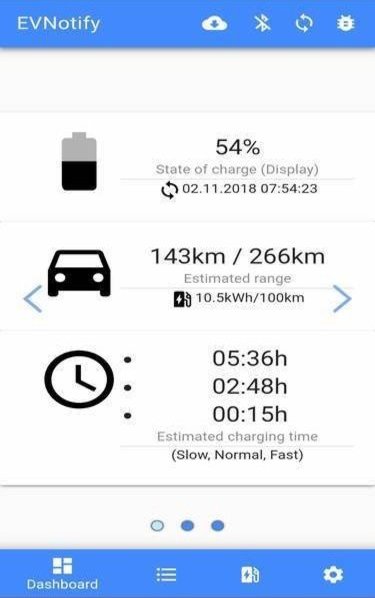 EVNotify
54%
State of charge (Display)
02.11.2018 07:54:23
143km / 266km
Estimated range
10.5kWh/100km
05:36h
02:48h
00:15h
Estimated charging time
(Slow, Normal, Fast)
Dashboard